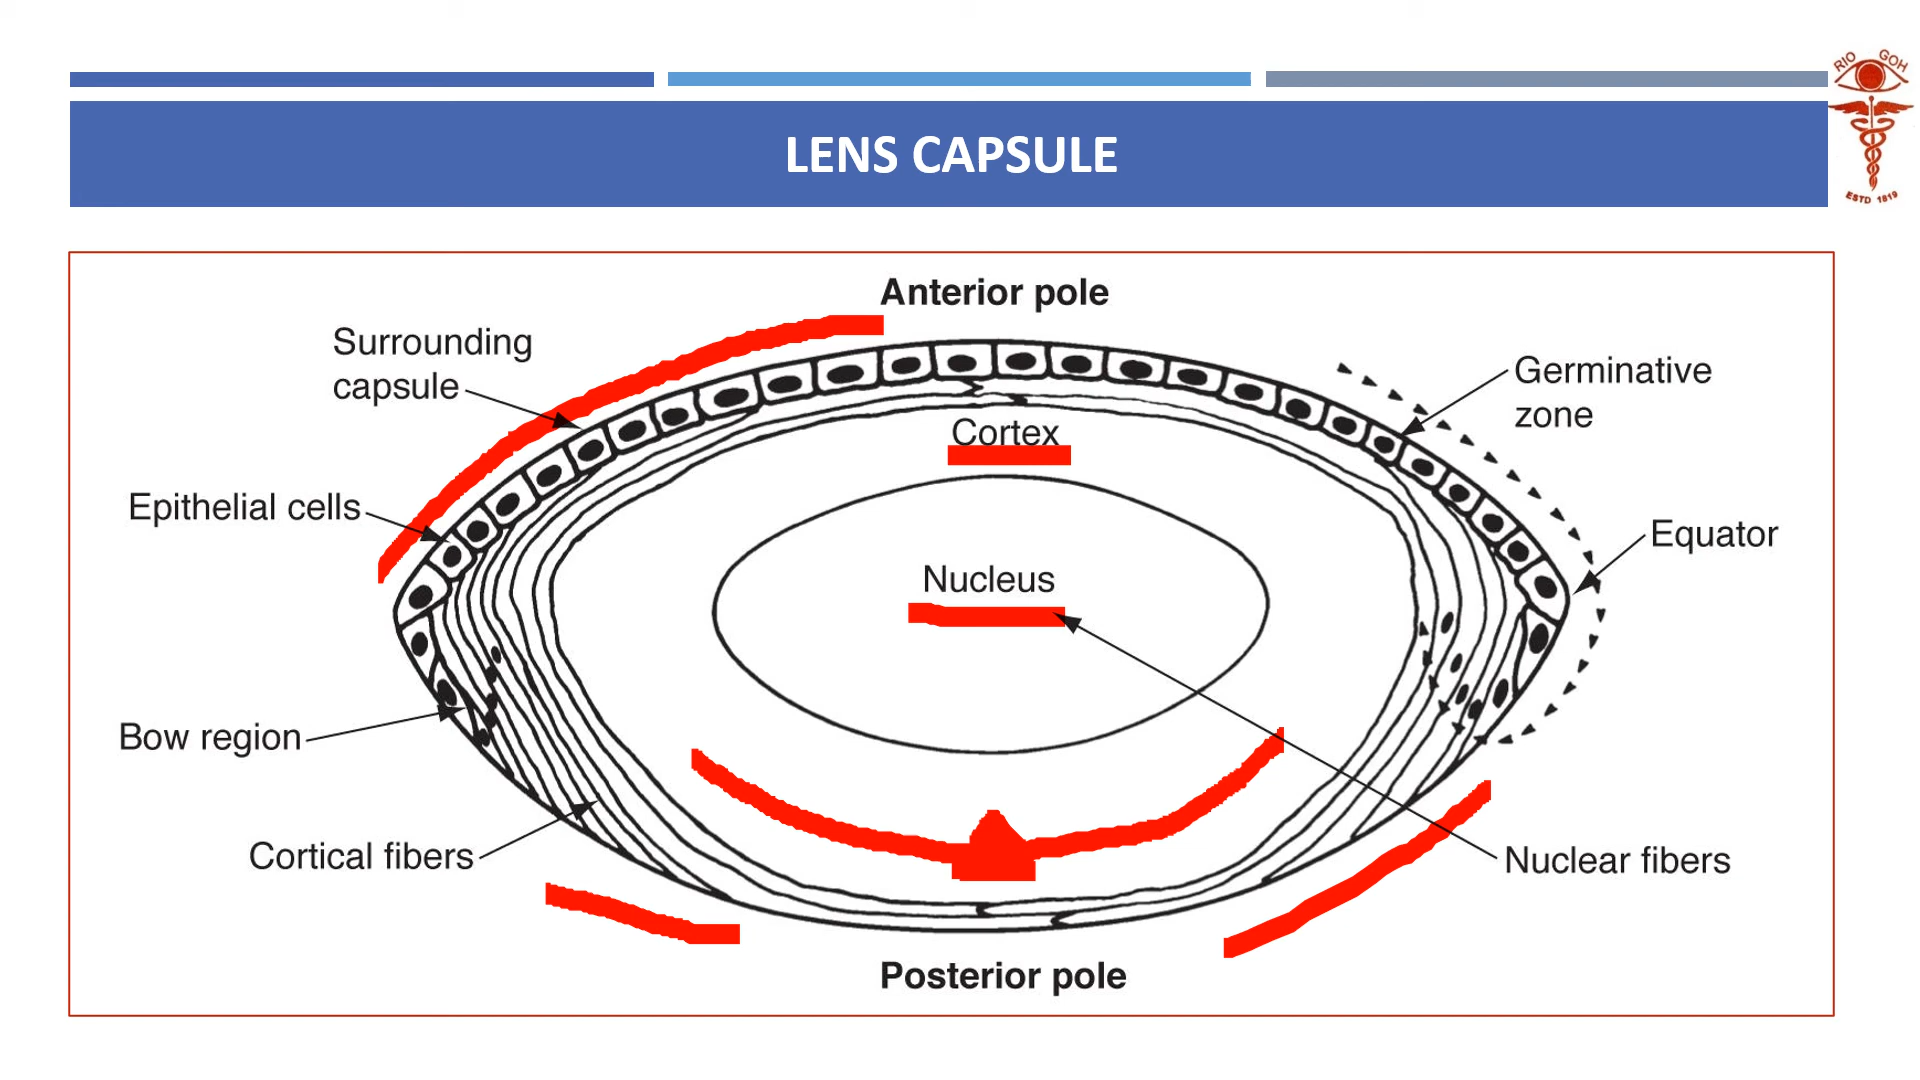 RIO GOH
LENS CAPSULE
ESTD 1819
Anterior pole
Surrounding
capsule
Germinative
zone
Cortex
Epithelial cells
Equator
Nucleus
Bow region
Cortical fibers
Nuclear fibers
Posterior pole